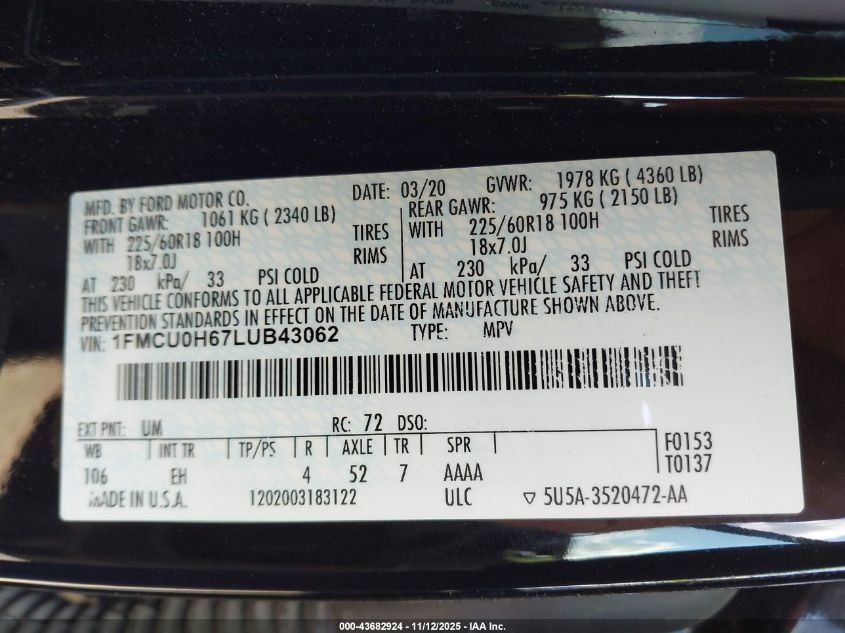 MFD. BY FORD MOTOR CO. DATE: 03/20 GVWR: 1978 KG ( 4360 LB)
FRONT GAWR: 1061 KG ( 2340 LB) REAR GAWR: 975 KG ( 2150 LB)
WITH 225/60R18 100H TIRES WITH 225/60R18 100H TIRES
18x7.0J RIMS 18x7.0J RIMS
AT 230 kPa/ 33 PSI COLD AT 230 kPa/ 33 PSI COLD
THIS VEHICLE CONFORMS TO ALL APPLICABLE FEDERAL MOTOR VEHICLE SAFETY AND THEFT
PREVENTION STANDARDS IN EFFECT ON THE DATE OF MANUFACTURE SHOWN ABOVE.
VIN: 1FMCU0H67LUB43062 TYPE: MPV
EXT PNT: UM RC: 72 DSO:
WB INT TR TP/PS R AXLE TR SPR F0153
106 EH 4 52 7 AAAA T0137
MADE IN U.S.A. 1202003183122 ULC ▽ 5U5A-3520472-AA
000-43682924 - 11/12/2025 - IAA Inc.